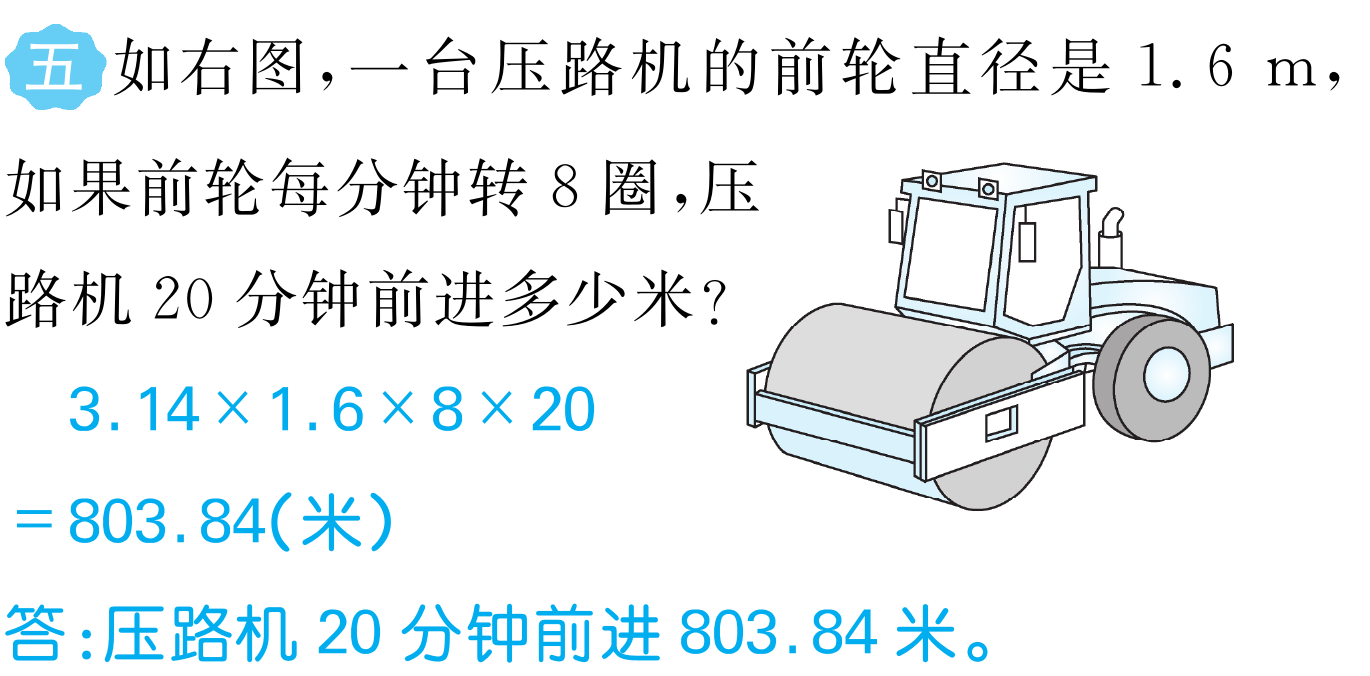 五 如右图,一台压路机的前轮直径是 1.6 m,
如果前轮每分钟转 8 圈,压
路机 20 分钟前进多少米?
3.14×1.6×8×20
=803.84(米)
答:压路机 20 分钟前进 803.84 米。